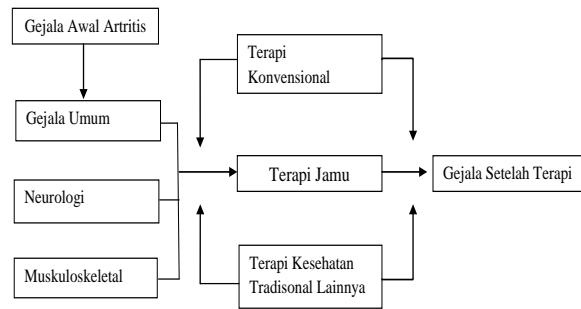 Gejala Awal Artritis
Terapi
Konvensional
Gejala Umum
Terapi Jamu
Gejala Setelah Terapi
Neurologi
Terapi Kesehatan
Tradisonal Lainnya
Muskuloskeletal